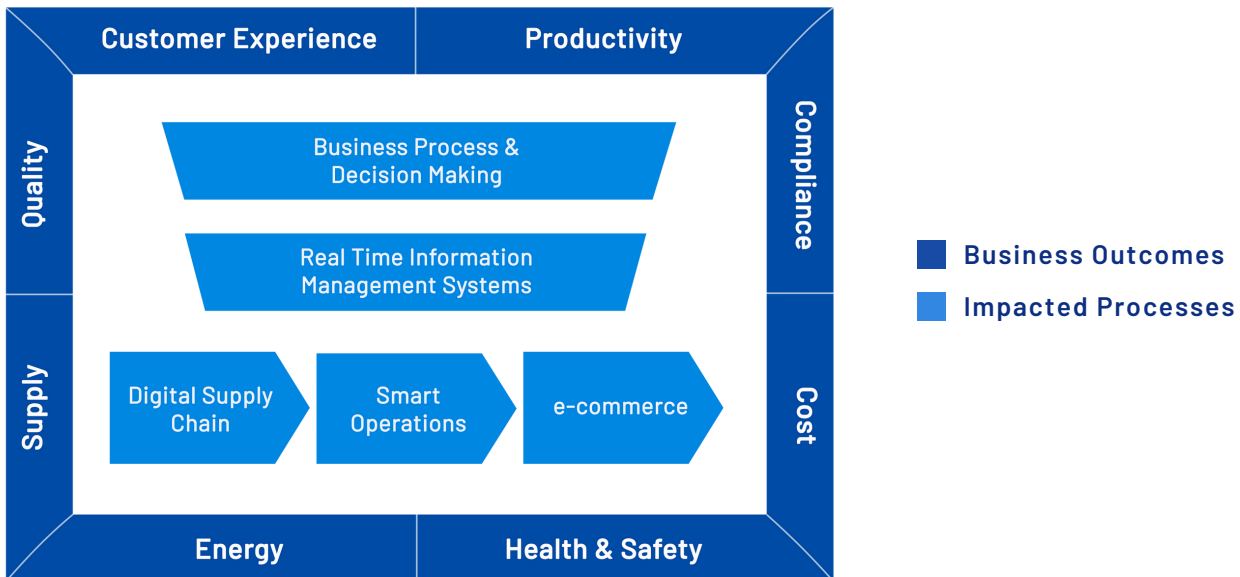 Customer Experience
Productivity
Quality
Compliance
Business Process &
Decision Making
Real Time Information
Management Systems
Business Outcomes
Impacted Processes
Supply
Digital Supply
Chain
Smart
Operations
e-commerce
Cost
Energy
Health & Safety